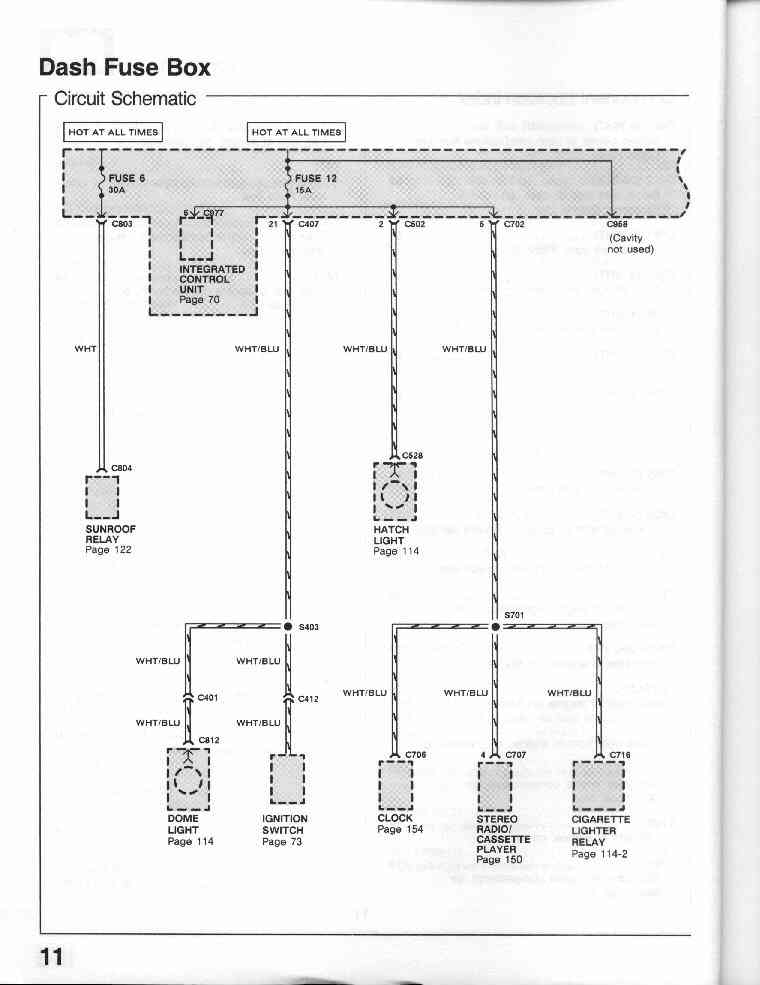 Dash Fuse Box
Circuit Schematic
HOT AT ALL TIMES
HOT AT ALL TIMES
FUSE 6
30A
FUSE 12
15A
C803
6 C977
21 C407
2 C502
5 C702
C958
(Cavity
not used)
INTEGRATED
CONTROL
UNIT
Page 70
WHT
WHT/BLU
WHT/BLU
WHT/BLU
C528
C804
SUNROOF
RELAY
Page 122
HATCH
LIGHT
Page 114
S403
S701
WHT/BLU
WHT/BLU
C401
C412
WHT/BLU
WHT/BLU
WHT/BLU
WHT/BLU
WHT/BLU
C812
C706
4 C707
C716
DOME
LIGHT
Page 114
IGNITION
SWITCH
Page 73
CLOCK
Page 154
STEREO
RADIO/
CASSETTE
PLAYER
Page 150
CIGARETTE
LIGHTER
RELAY
Page 114-2
11